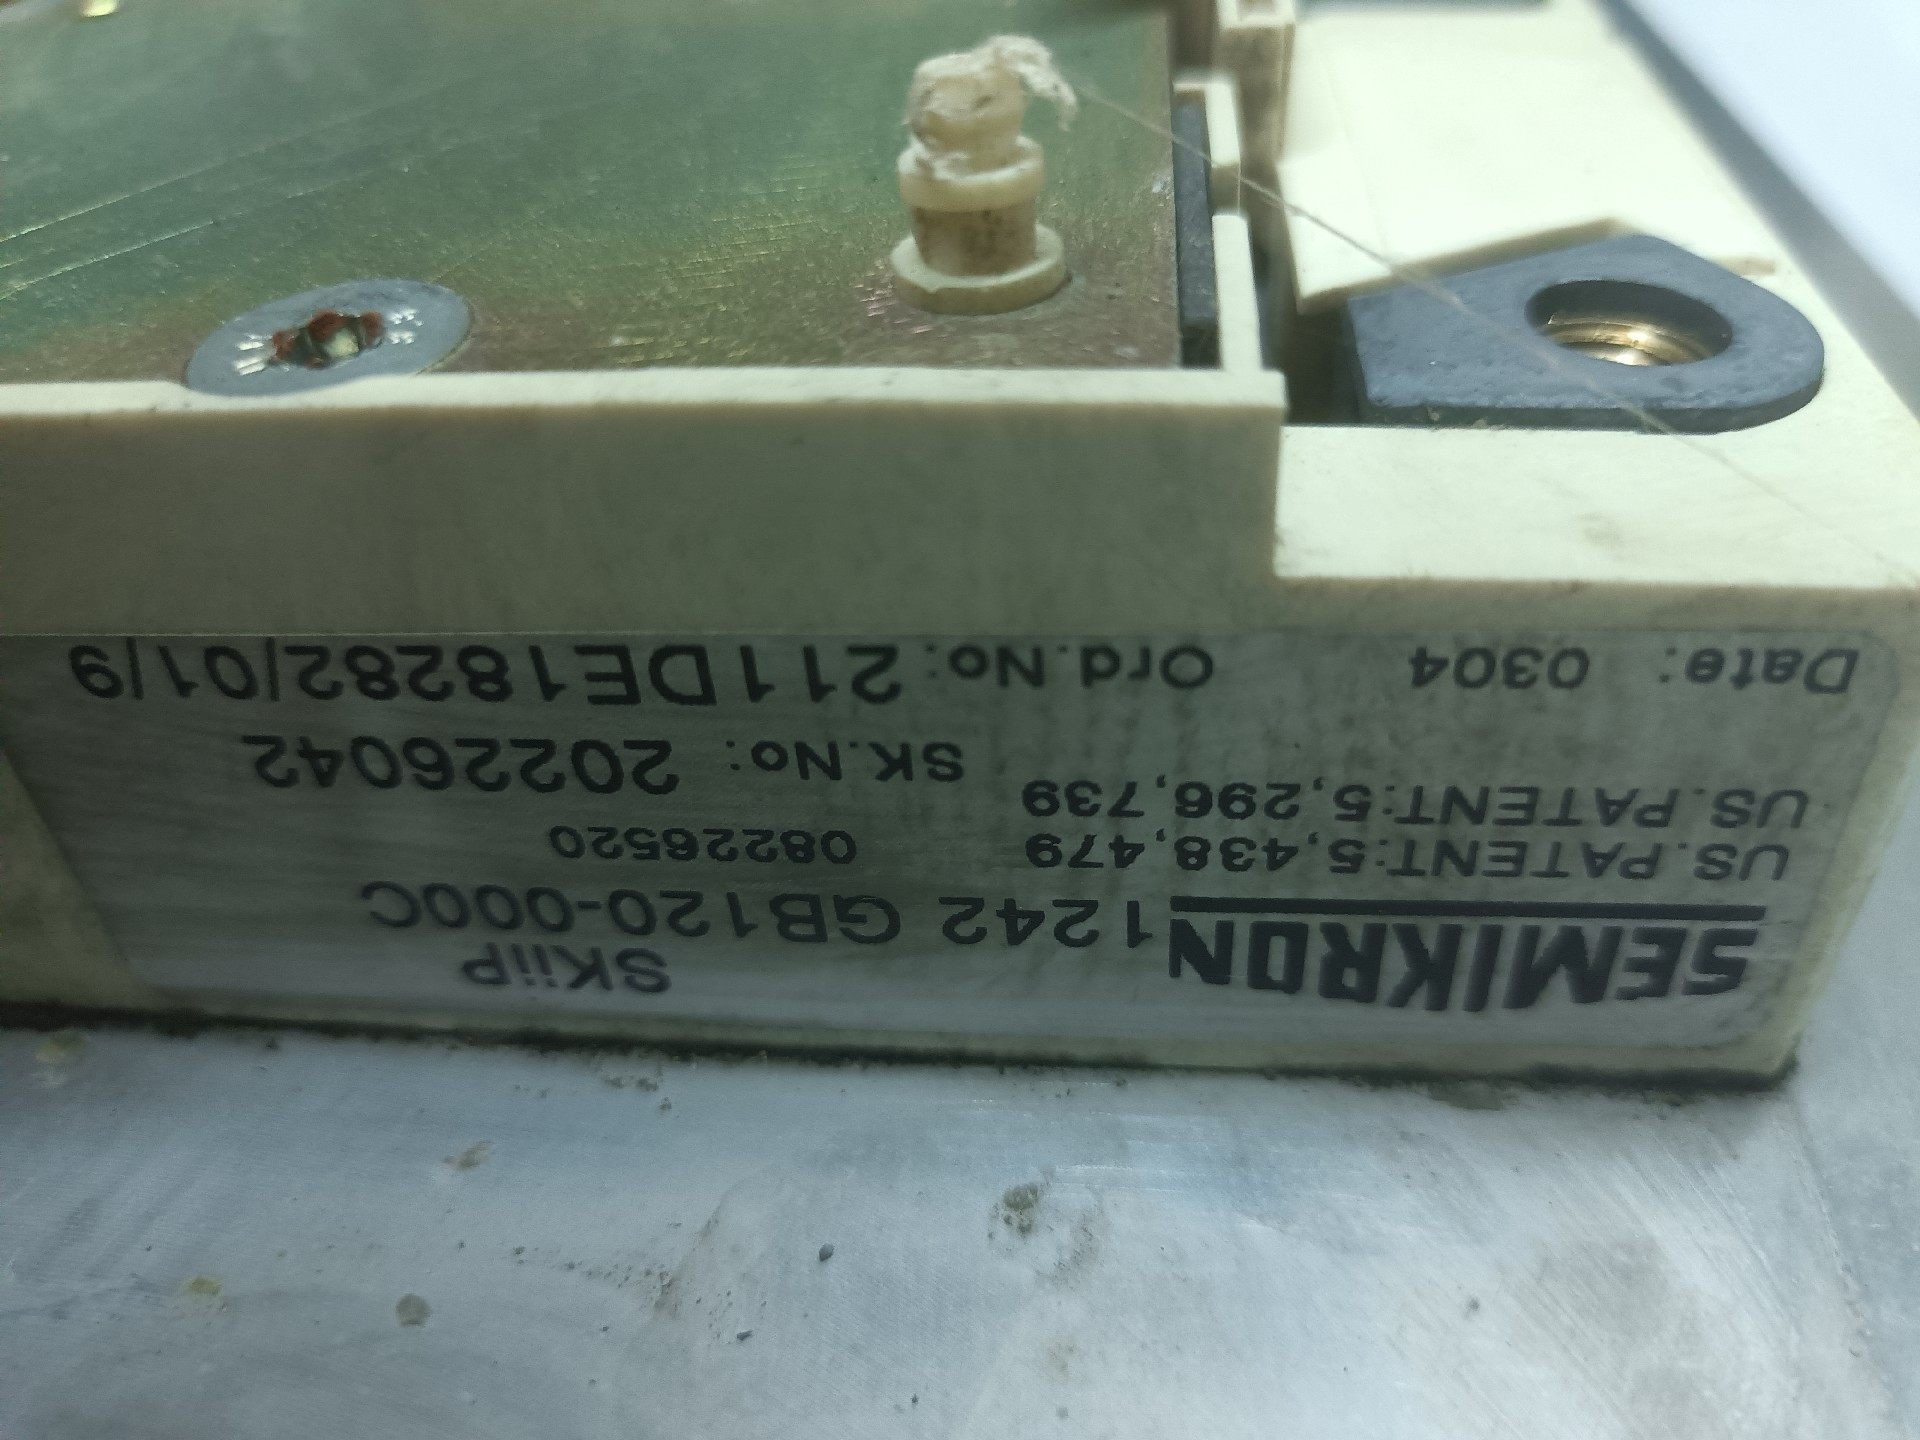 SKiiP
SEMIKRON 1242 GB120-000C
US.PATENT:5,438,479 08226520
US.PATENT:5,296,739
SK.No: 20226042
Date: 0304 Ord.No: 211DE18282/01/9